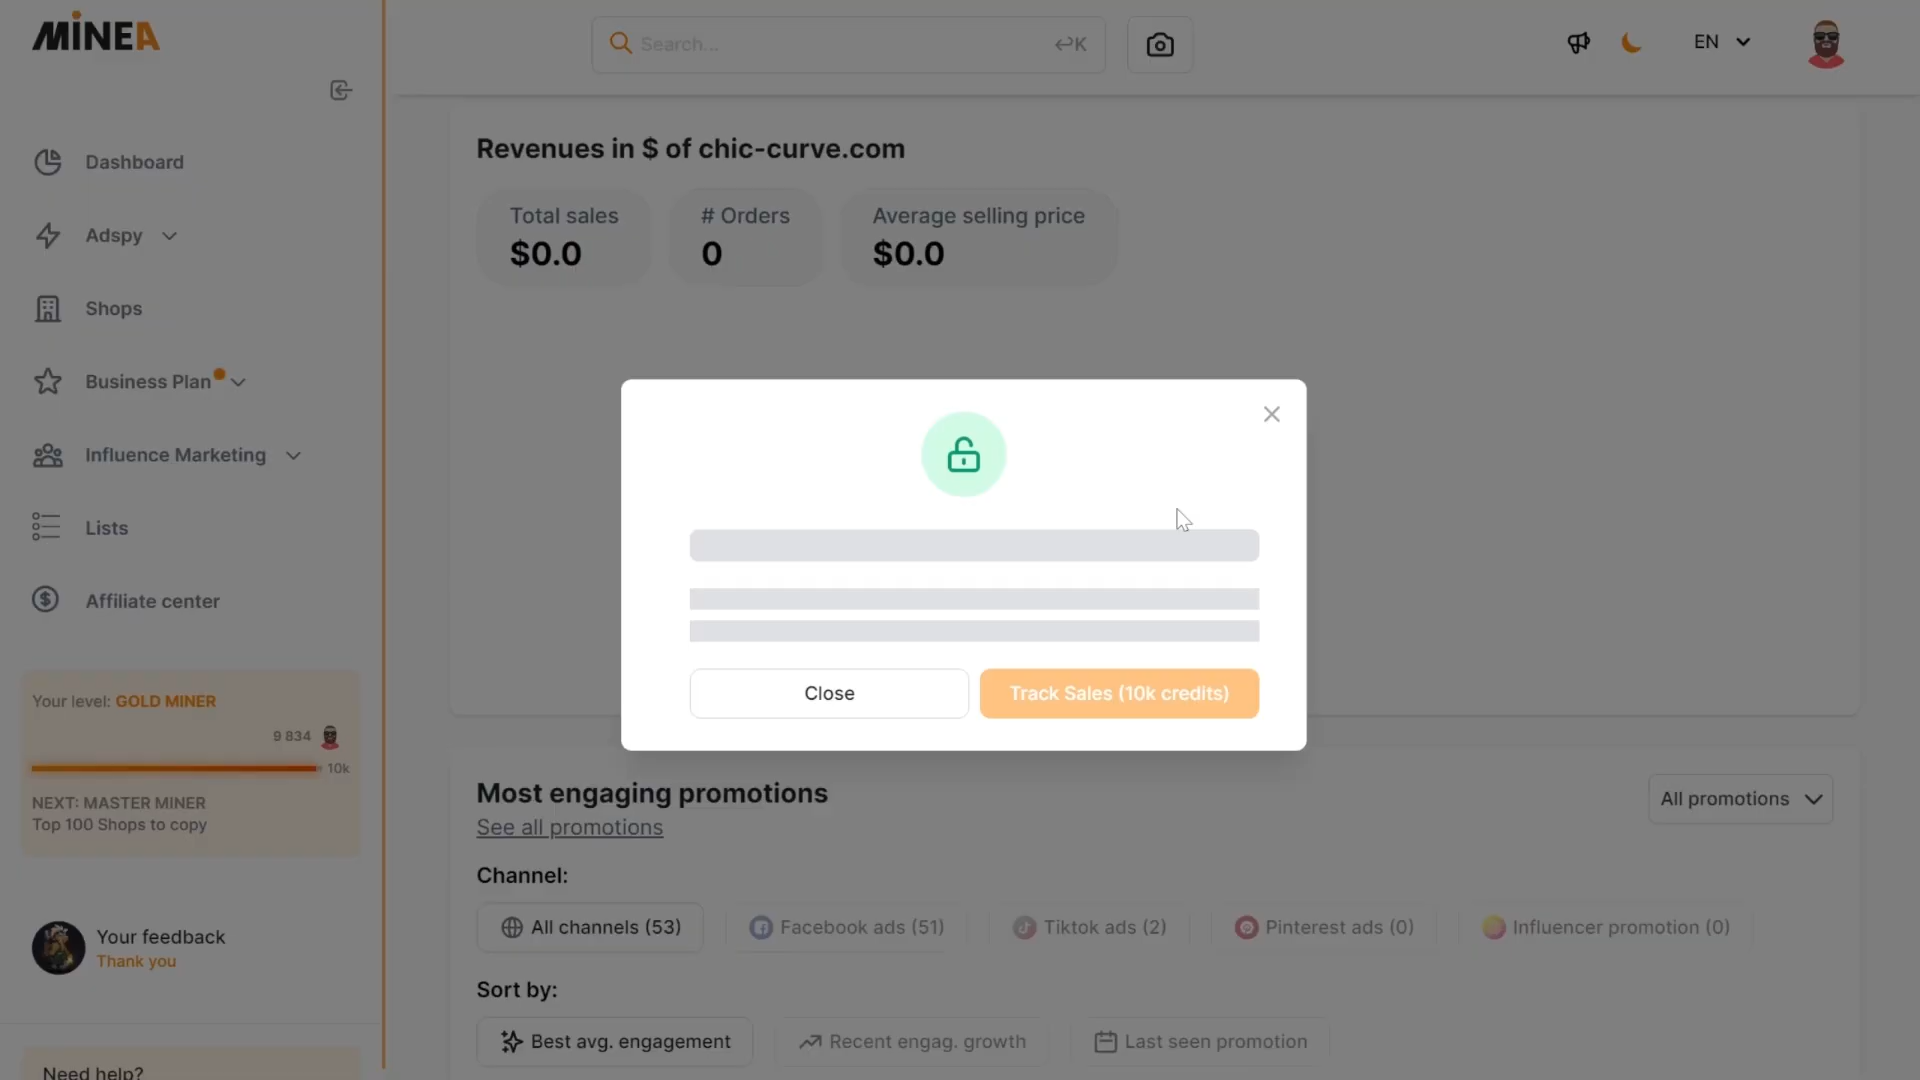 MINEA
Search...
K
EN
Dashboard
Adspy
Shops
Business Plan
Influence Marketing
Lists
Affiliate center
Your level: GOLD MINER
9 834
10k
NEXT: MASTER MINER
Top 100 Shops to copy
Your feedback
Thank you
Need help?
Revenues in $ of chic-curve.com
Total sales
$0.0
# Orders
0
Average selling price
$0.0
Close
Track Sales (10k credits)
Most engaging promotions
All promotions
See all promotions
Channel:
All channels (53)
Facebook ads (51)
Tiktok ads (2)
Pinterest ads (0)
Influencer promotion (0)
Sort by:
Best avg. engagement
Recent engag. growth
Last seen promotion